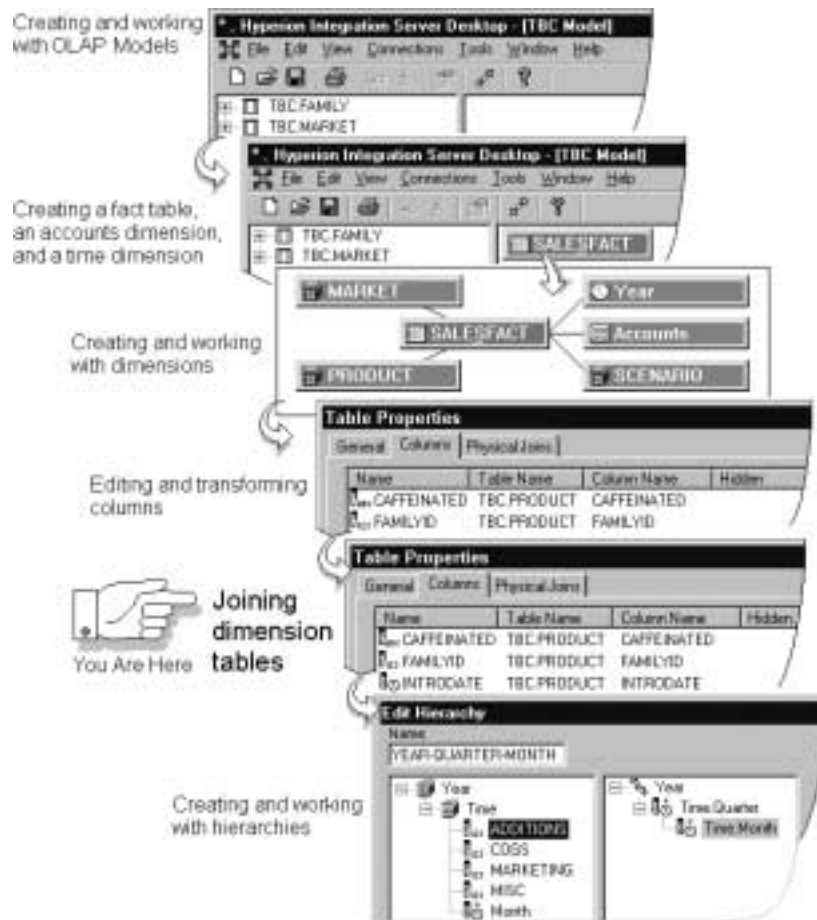 Creating and working
with OLAP Models
Hyperion Integration Server Desktop - [TBC Model]
File Edit View Connections Tools Window Help
TBC.FAMILY
TBC.MARKET
Hyperion Integration Server Desktop - [TBC Model]
File Edit View Connections Tools Window Help
Creating a fact table,
an accounts dimension,
and a time dimension
TBC.FAMILY
TBC.MARKET
SALESFACT
MARKET
Year
SALESFACT
Accounts
PRODUCT
SCENARIO
Creating and working
with dimensions
Table Properties
General Columns Physical Joins
Name Table Name Column Name Hidden
CAFFEINATED TBC.PRODUCT CAFFEINATED
FAMILYID TBC.PRODUCT FAMILYID
Editing and transforming
columns
Table Properties
General Columns Physical Joins
Name Table Name Column Name Hidden
CAFFEINATED TBC.PRODUCT CAFFEINATED
FAMILYID TBC.PRODUCT FAMILYID
INTRODATE TBC.PRODUCT INTRODATE
You Are Here
Joining
dimension
tables
Edit Hierarchy
Name
YEAR-QUARTER-MONTH
Creating and working
with hierarchies
Year
Time
ADDITIONS
COGS
MARKETING
MISC
Month
Year
Time.Quarter
Time.Month